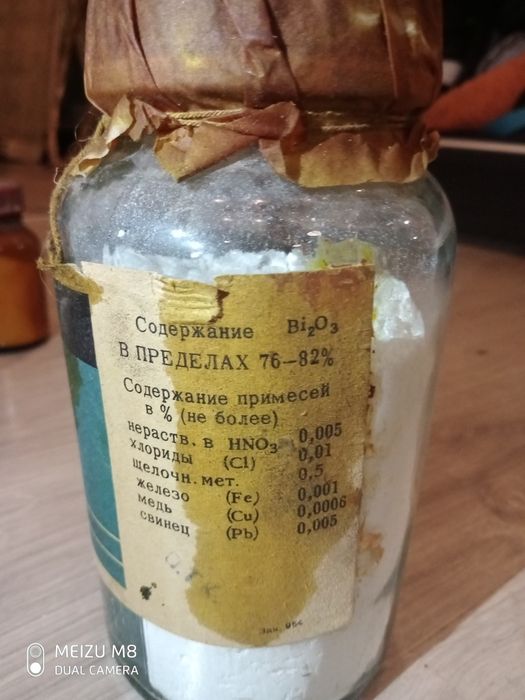 Содержание Bi₂O₃
В ПРЕДЕЛАХ 76—82%
Содержание примесей
в % (не более)
нераств. в HNO₃ 0,005
хлориды (Cl) 0,01
щелочн. мет. 0,5
железо (Fe) 0,001
медь (Cu) 0,0006
свинец (Pb) 0,005
Зак.
MEIZU M8
DUAL CAMERA